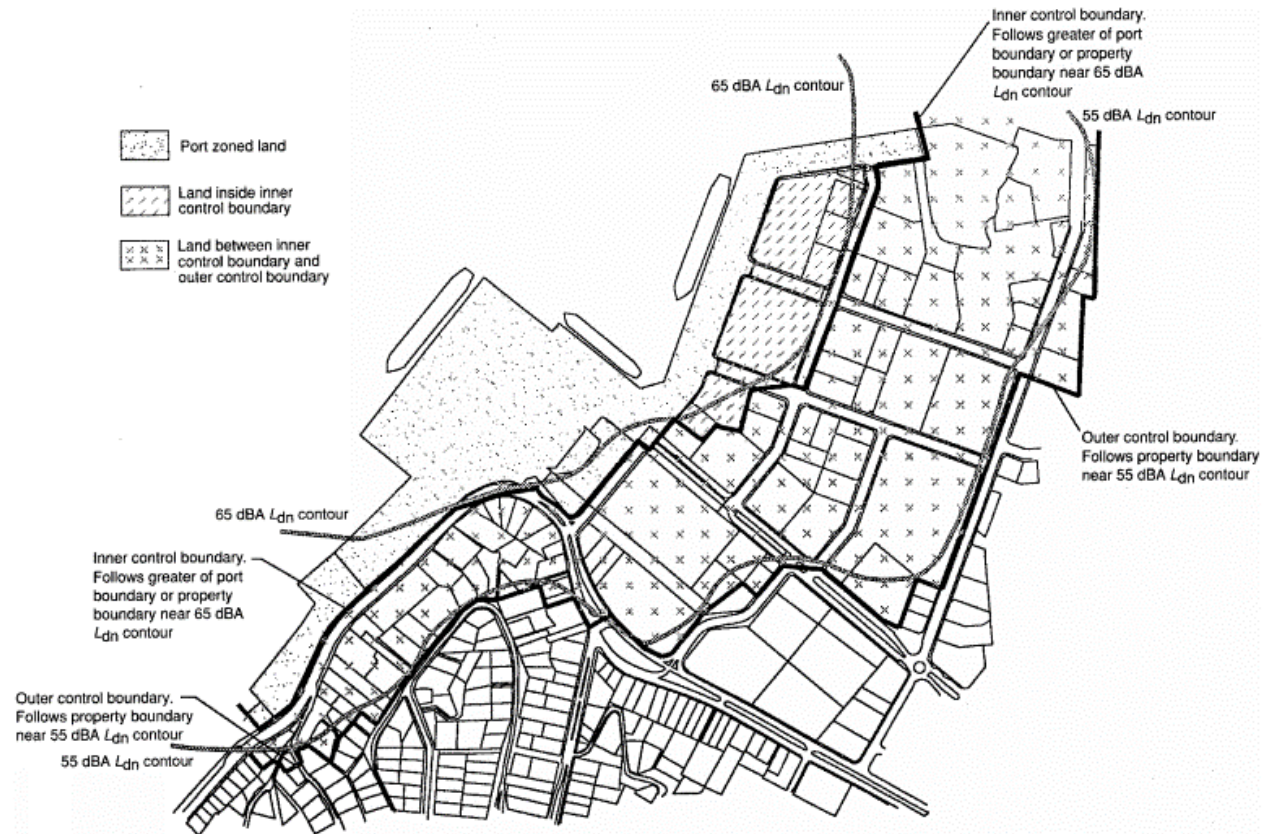 Inner control boundary.
Follows greater of port
boundary or property
boundary near 65 dBA
Ldn contour
65 dBA Ldn contour
55 dBA Ldn contour
Port zoned land
Land inside inner
control boundary
Land between inner
control boundary and
outer control boundary
Outer control boundary.
Follows property boundary
near 55 dBA Ldn contour
65 dBA Ldn contour
Inner control boundary.
Follows greater of port
boundary or property
boundary near 65 dBA
Ldn contour
Outer control boundary.
Follows property boundary
near 55 dBA Ldn contour
55 dBA Ldn contour